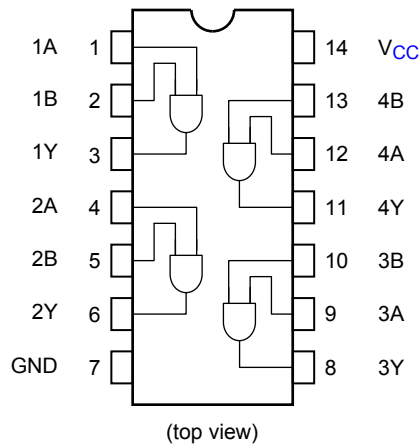 1A 1 14 VCC
1B 2 13 4B
1Y 3 12 4A
2A 4 11 4Y
2B 5 10 3B
2Y 6 9 3A
GND 7 8 3Y
(top view)